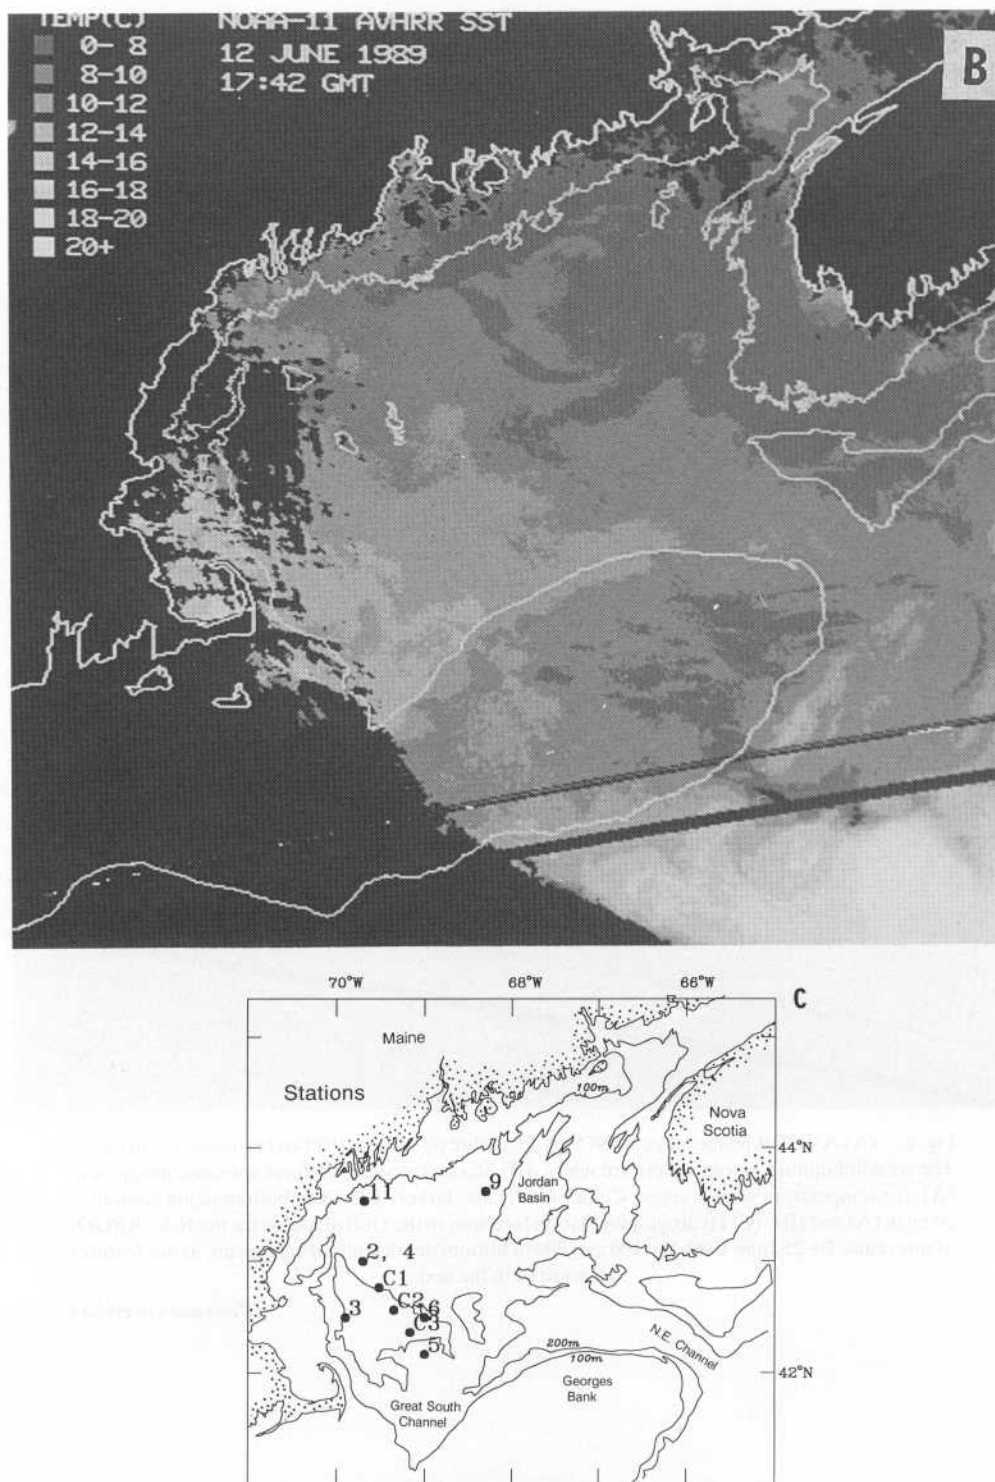 TEMP(C)
0- 8
8-10
10-12
12-14
14-16
16-18
18-20
20+
NOAA-11 AVHRR SST
12 JUNE 1989
17:42 GMT
B
70°W
68°W
66°W
C
Maine
Stations
100m
Nova
Scotia
44°N
11
9
Jordan
Basin
2, 4
C1
C2
6
3
C3
5
N.E. Channel
200m
100m
42°N
Georges
Bank
Great South
Channel